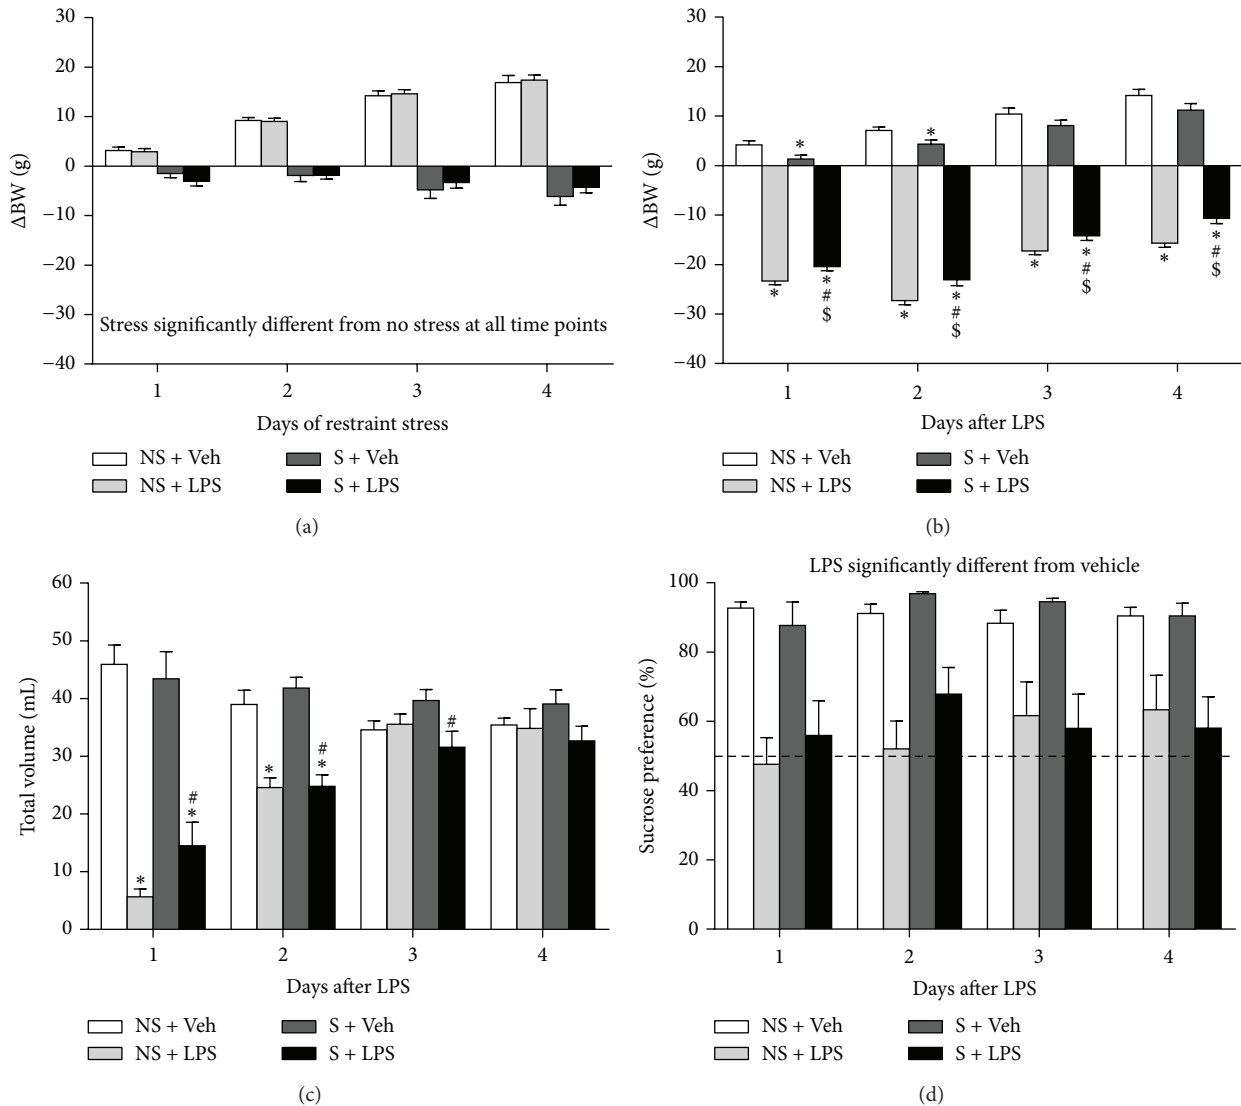 30
20
10
0
−10
−20
−30
−40
ΔBW (g)
Stress significantly different from no stress at all time points
1 2 3 4
Days of restraint stress
NS + Veh S + Veh
NS + LPS S + LPS
(a)
30
20
10
0
−10
−20
−30
−40
ΔBW (g)
* *
* * * *
* # $ * # $ * # $ * # $
1 2 3 4
Days after LPS
NS + Veh S + Veh
NS + LPS S + LPS
(b)
60
50
40
30
20
10
0
Total volume (mL)
* # * * # * #
1 2 3 4
Days after LPS
NS + Veh S + Veh
NS + LPS S + LPS
(c)
LPS significantly different from vehicle
100
80
60
40
20
0
Sucrose preference (%)
1 2 3 4
Days after LPS
NS + Veh S + Veh
NS + LPS S + LPS
(d)